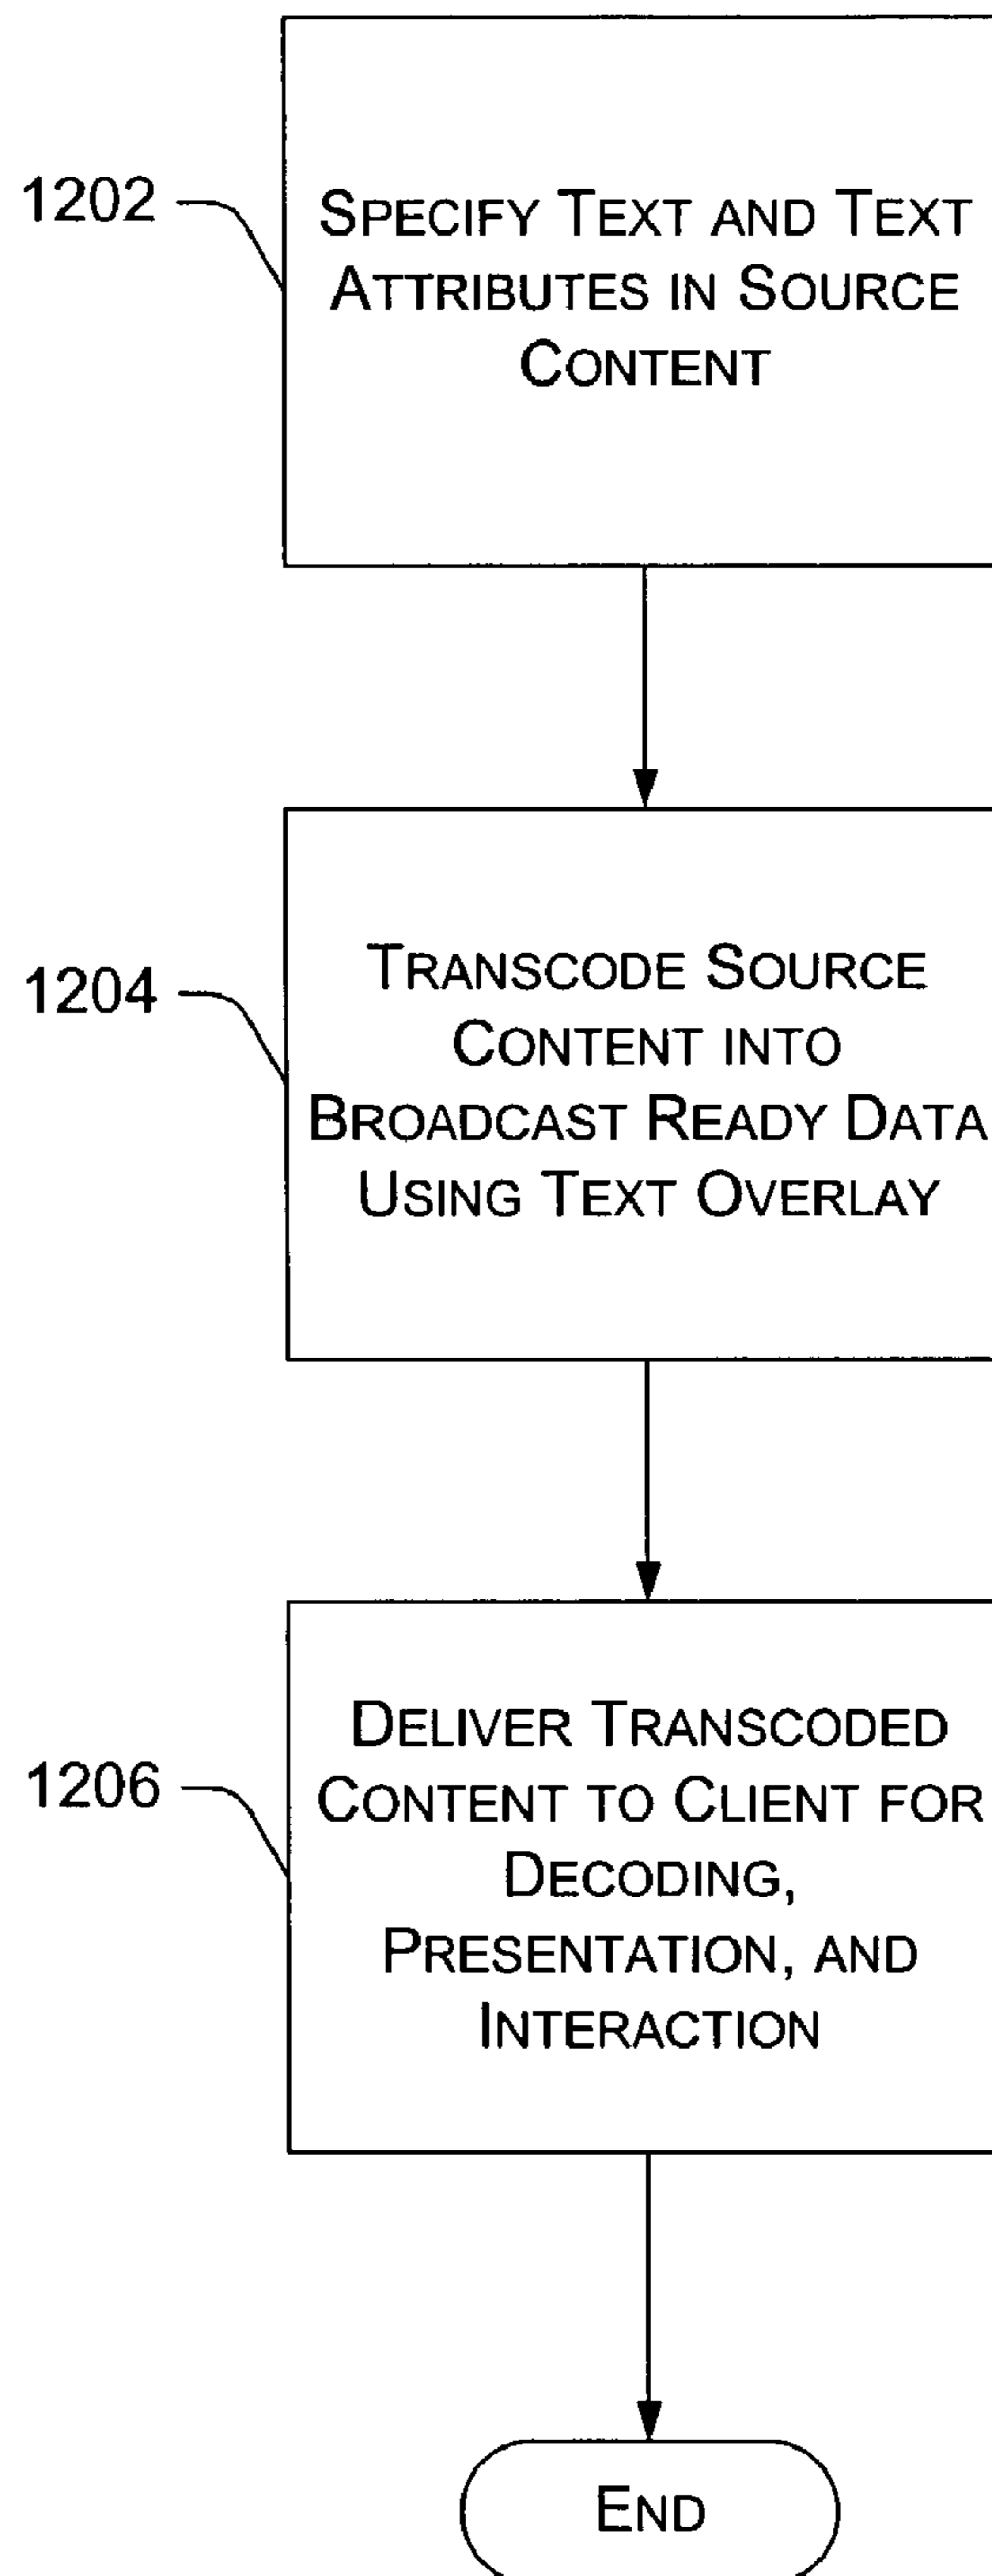 1202
SPECIFY TEXT AND TEXT
ATTRIBUTES IN SOURCE
CONTENT
1204
TRANSCODE SOURCE
CONTENT INTO
BROADCAST READY DATA
USING TEXT OVERLAY
1206
DELIVER TRANSCODED
CONTENT TO CLIENT FOR
DECODING,
PRESENTATION, AND
INTERACTION
END